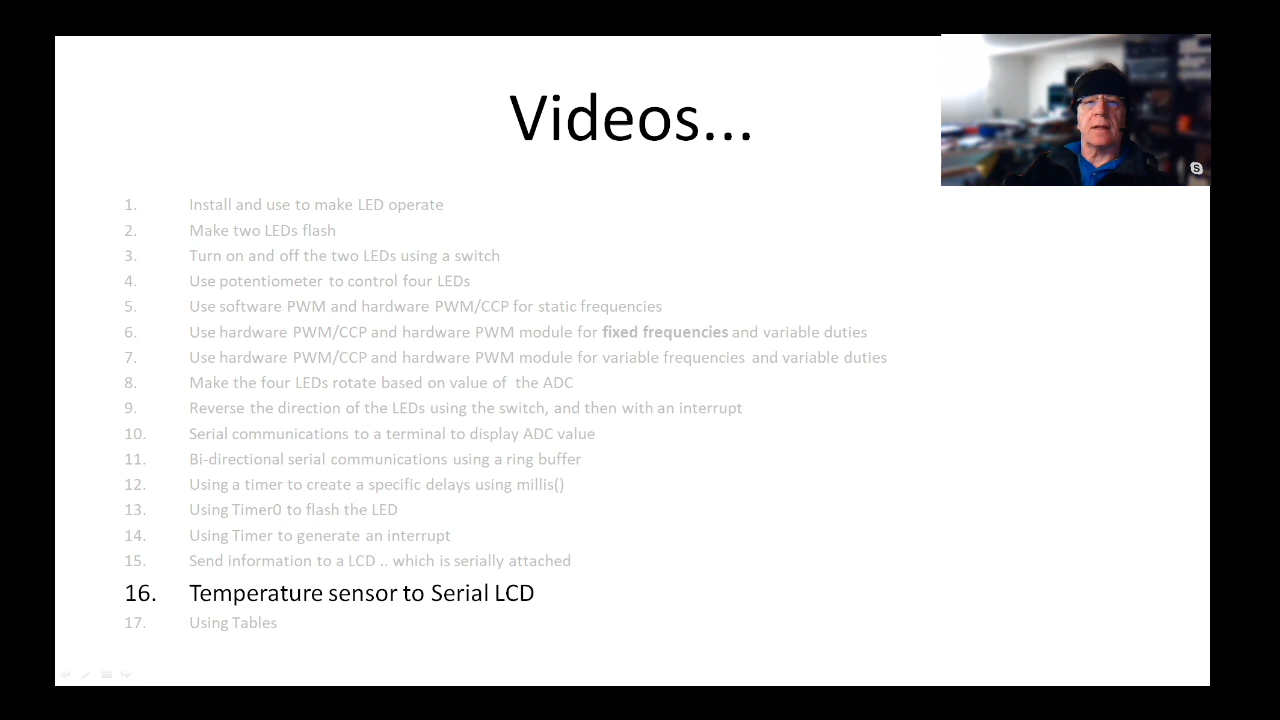 Videos...
1. Install and use to make LED operate
2. Make two LEDs flash
3. Turn on and off the two LEDs using a switch
4. Use potentiometer to control four LEDs
5. Use software PWM and hardware PWM/CCP for static frequencies
6. Use hardware PWM/CCP and hardware PWM module for fixed frequencies and variable duties
7. Use hardware PWM/CCP and hardware PWM module for variable frequencies and variable duties
8. Make the four LEDs rotate based on value of the ADC
9. Reverse the direction of the LEDs using the switch, and then with an interrupt
10. Serial communications to a terminal to display ADC value
11. Bi-directional serial communications using a ring buffer
12. Using a timer to create a specific delays using millis()
13. Using Timer0 to flash the LED
14. Using Timer to generate an interrupt
15. Send information to a LCD .. which is serially attached
16. Temperature sensor to Serial LCD
17. Using Tables